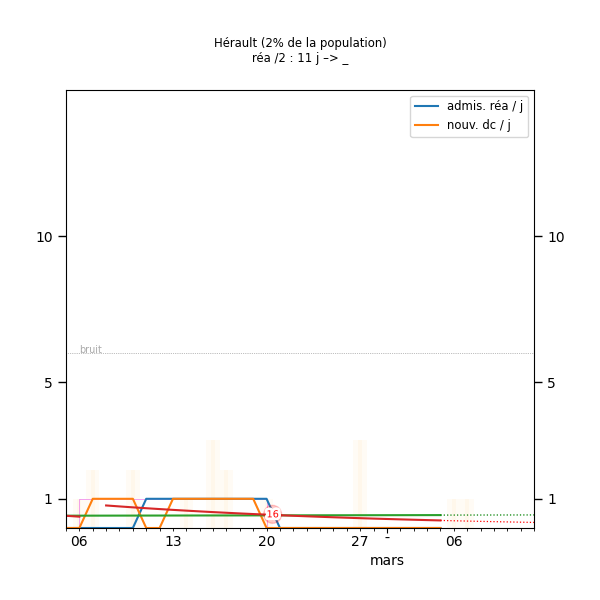 Hérault (2% de la population)
réa /2 : 11 j –> _
admis. réa / j
nouv. dc / j
10 10
bruit
5 5
1 1
16
06 13 20 27 - 06
mars